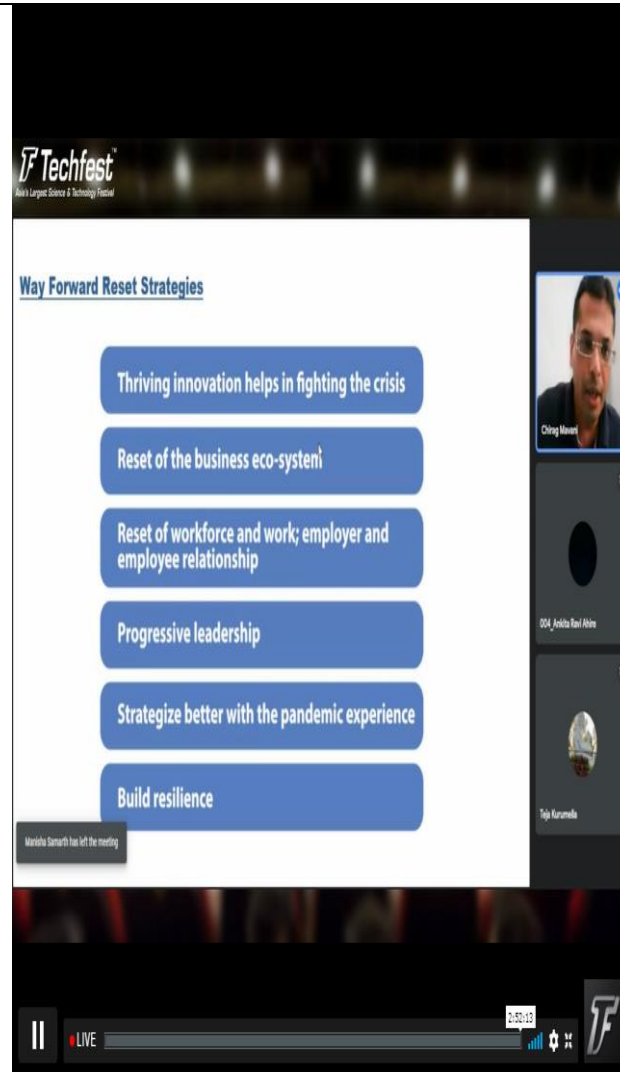 Techfest™
Asia's Largest Science & Technology Festival
Way Forward Reset Strategies
Thriving innovation helps in fighting the crisis
Reset of the business eco-system
Reset of workforce and work; employer and
employee relationship
Progressive leadership
Strategize better with the pandemic experience
Build resilience
Chirag Mavani
004_Ankita Ravi Ahire
Teja Kurumella
Manisha Samarth has left the meeting
2:52:13
LIVE